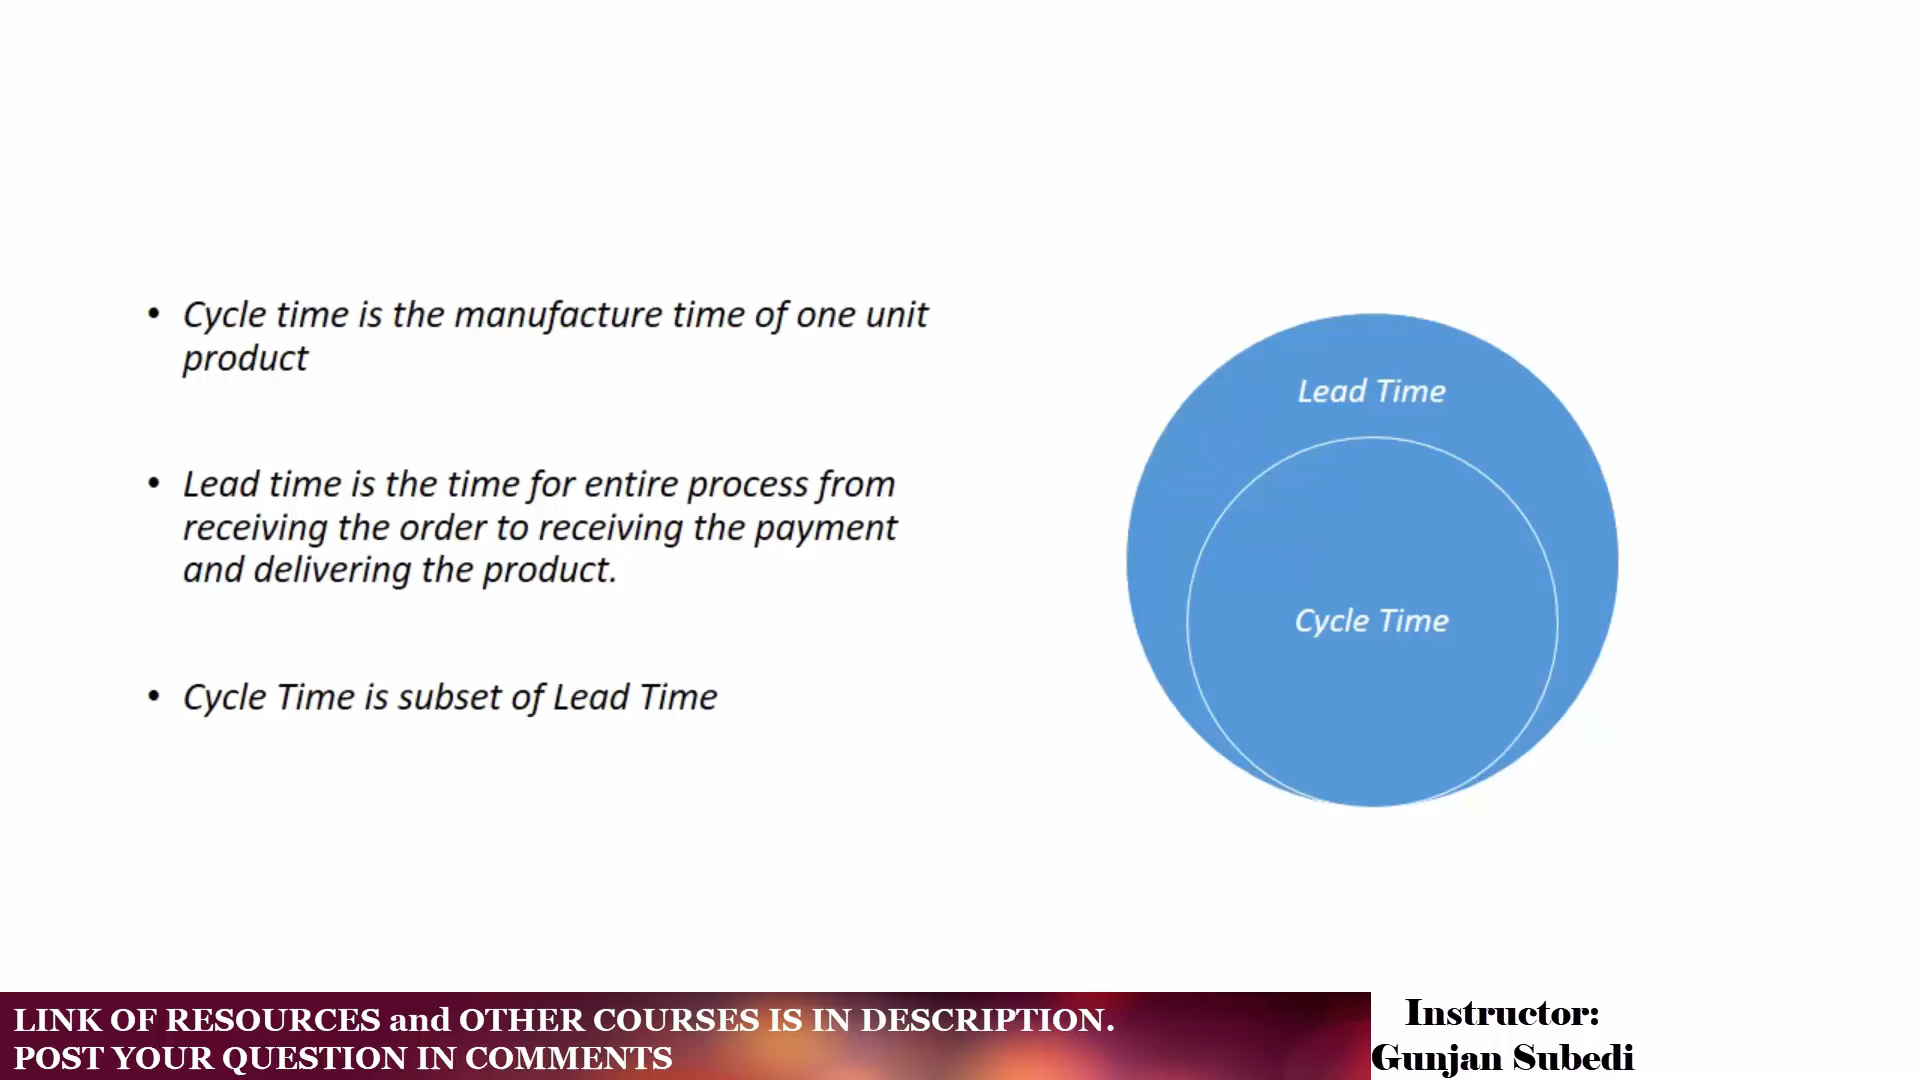 • Cycle time is the manufacture time of one unit
product
• Lead time is the time for entire process from
receiving the order to receiving the payment
and delivering the product.
• Cycle Time is subset of Lead Time
Lead Time
Cycle Time
LINK OF RESOURCES and OTHER COURSES IS IN DESCRIPTION.
POST YOUR QUESTION IN COMMENTS
Instructor:
Gunjan Subedi